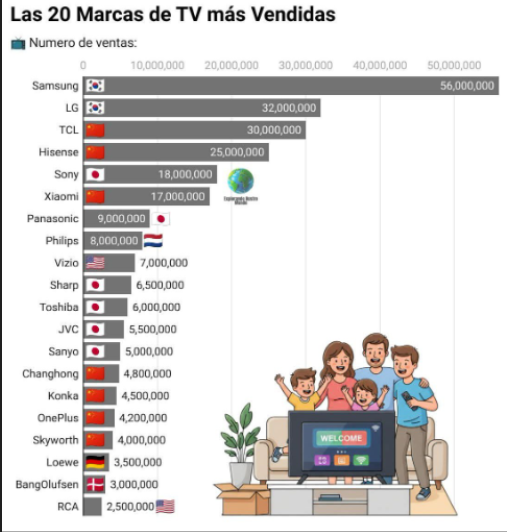 Las 20 Marcas de TV más Vendidas
Numero de ventas:
0 10,000,000 20,000,000 30,000,000 40,000,000 50,000,000
Samsung 56,000,000
LG 32,000,000
TCL 30,000,000
Hisense 25,000,000
Sony 18,000,000
Xiaomi 17,000,000
Panasonic 9,000,000
Philips 8,000,000
Vizio 7,000,000
Sharp 6,500,000
Toshiba 6,000,000
JVC 5,500,000
Sanyo 5,000,000
Changhong 4,800,000
Konka 4,500,000
OnePlus 4,200,000
Skyworth 4,000,000
Loewe 3,500,000
BangOlufsen 3,000,000
RCA 2,500,000
WELCOME